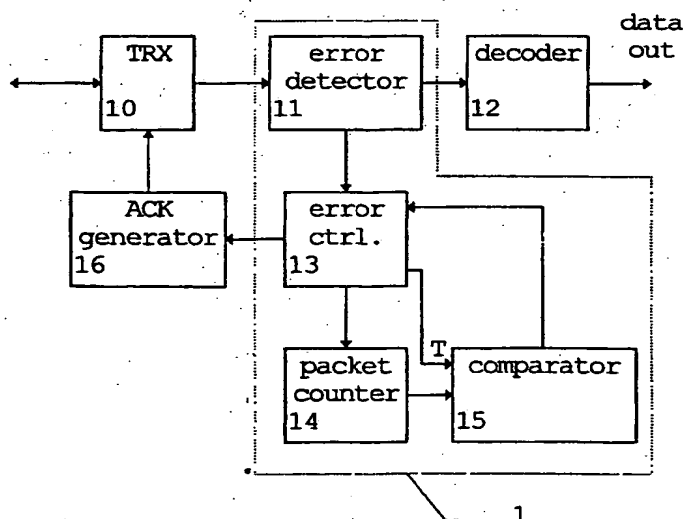 data
out
TRX
10
error
detector
11
decoder
12
ACK
generator
16
error
ctrl.
13
T
packet
counter
14
comparator
15
1